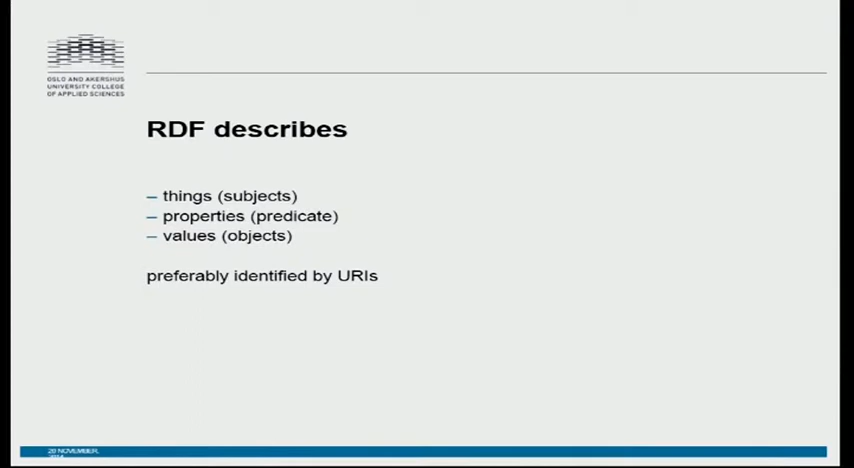 OSLO AND AKERSHUS
UNIVERSITY COLLEGE
OF APPLIED SCIENCES
RDF describes
– things (subjects)
– properties (predicate)
– values (objects)
preferably identified by URIs
20 NOVEMBER,